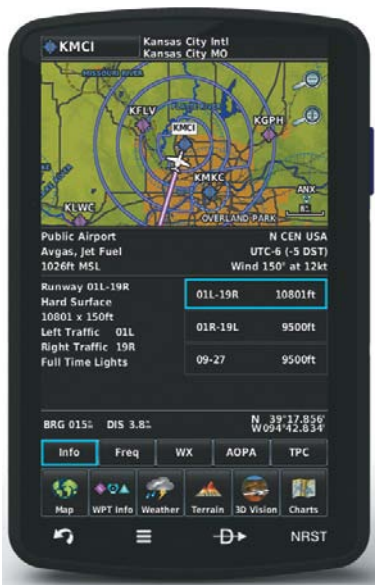 KMCI
Kansas City Intl
Kansas City MO
MISSOURI RIVER
KFLV
KGPH
KMCI
KMKC
ANX
KLWC
OVERLAND PARK
Public Airport
N CEN USA
Avgas, Jet Fuel
UTC-6 (-5 DST)
1026ft MSL
Wind 150° at 12kt
Runway 01L-19R
Hard Surface
10801 x 150ft
Left Traffic 01L
Right Traffic 19R
Full Time Lights
01L-19R 10801ft
01R-19L 9500ft
09-27 9500ft
BRG 015°
DIS 3.8
N 39°17.856'
W094°42.834'
Info
Freq
WX
AOPA
TPC
Map
WPT Info
Weather
Terrain
3D Vision
Charts
D
NRST